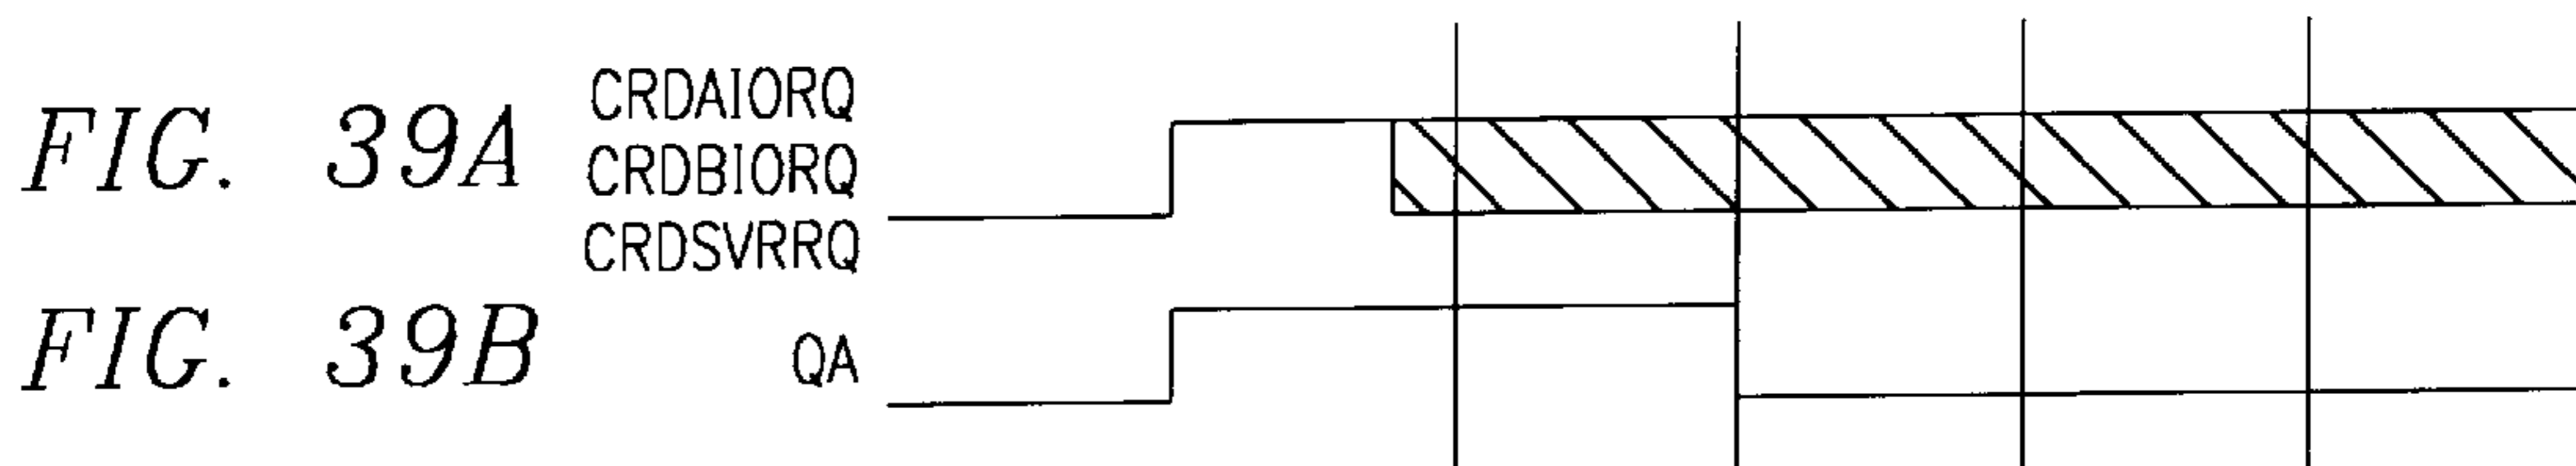 FIG. 39A
CRDAIORQ
CRDBIORQ
CRDSVRRQ
FIG. 39B
QA